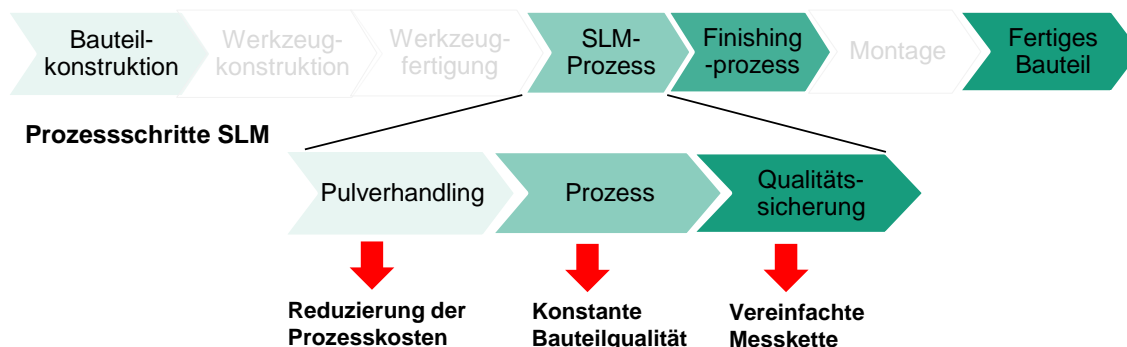 Bauteil-
konstruktion
Werkzeug-
konstruktion
Werkzeug-
fertigung
SLM-
Prozess
Finishing
-prozess
Montage
Fertiges
Bauteil
Prozessschritte SLM
Pulverhandling
Prozess
Qualitäts-
sicherung
Reduzierung der
Prozesskosten
Konstante
Bauteilqualität
Vereinfachte
Messkette